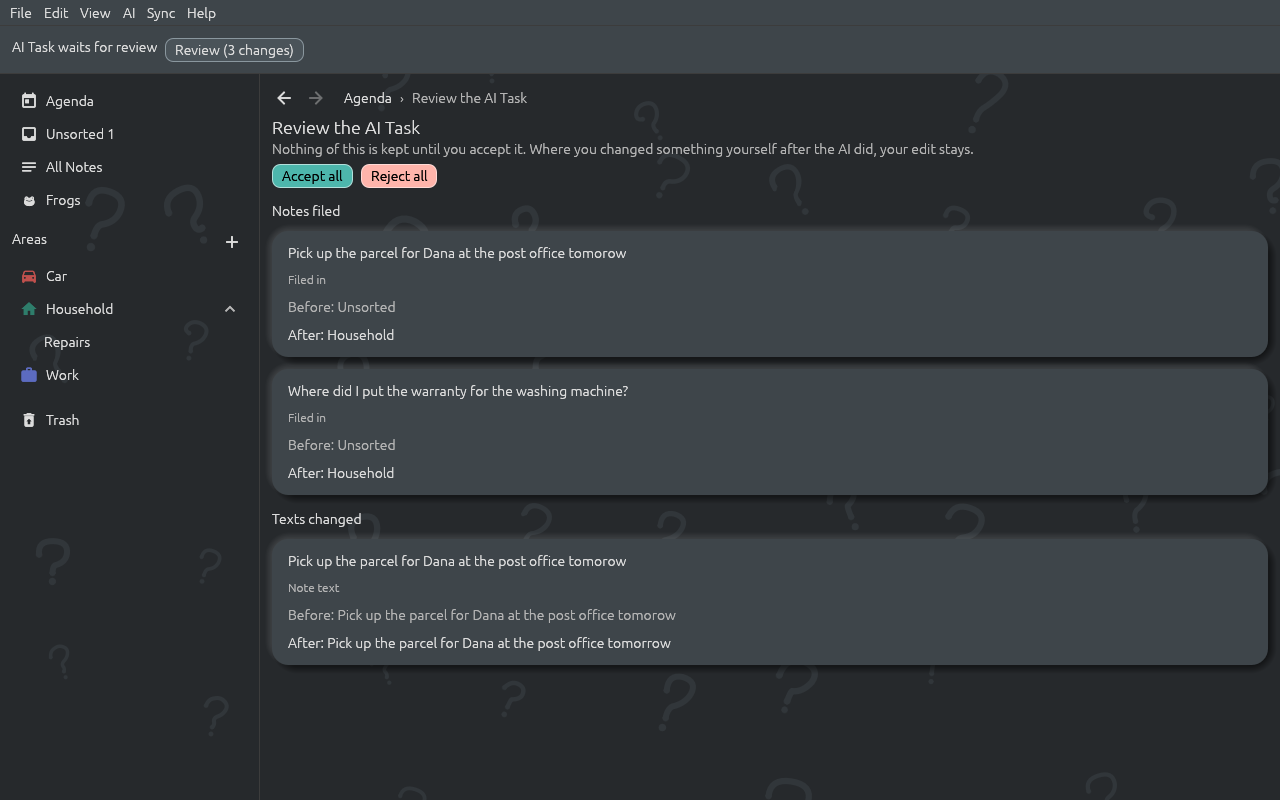 File Edit View AI Sync Help
AI Task waits for review Review (3 changes)
Agenda
Unsorted 1
All Notes
Frogs
Areas
Car
Household
Repairs
Work
Trash
Agenda › Review the AI Task
Review the AI Task
Nothing of this is kept until you accept it. Where you changed something yourself after the AI did, your edit stays.
Accept all Reject all
Notes filed
Pick up the parcel for Dana at the post office tomorow
Filed in
Before: Unsorted
After: Household
Where did I put the warranty for the washing machine?
Filed in
Before: Unsorted
After: Household
Texts changed
Pick up the parcel for Dana at the post office tomorow
Note text
Before: Pick up the parcel for Dana at the post office tomorow
After: Pick up the parcel for Dana at the post office tomorrow